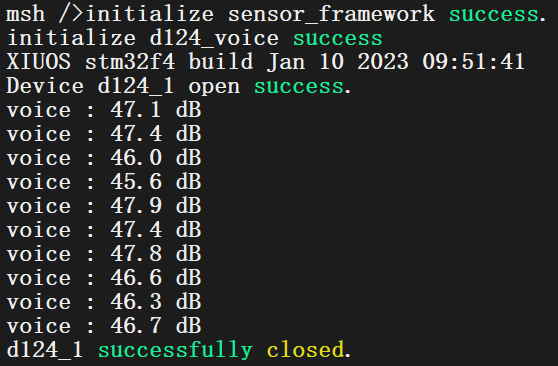 msh />initialize sensor_framework success.
initialize d124_voice success
XIUOS stm32f4 build Jan 10 2023 09:51:41
Device d124_1 open success.
voice : 47.1 dB
voice : 47.4 dB
voice : 46.0 dB
voice : 45.6 dB
voice : 47.9 dB
voice : 47.4 dB
voice : 47.8 dB
voice : 46.6 dB
voice : 46.3 dB
voice : 46.7 dB
d124_1 successfully closed.